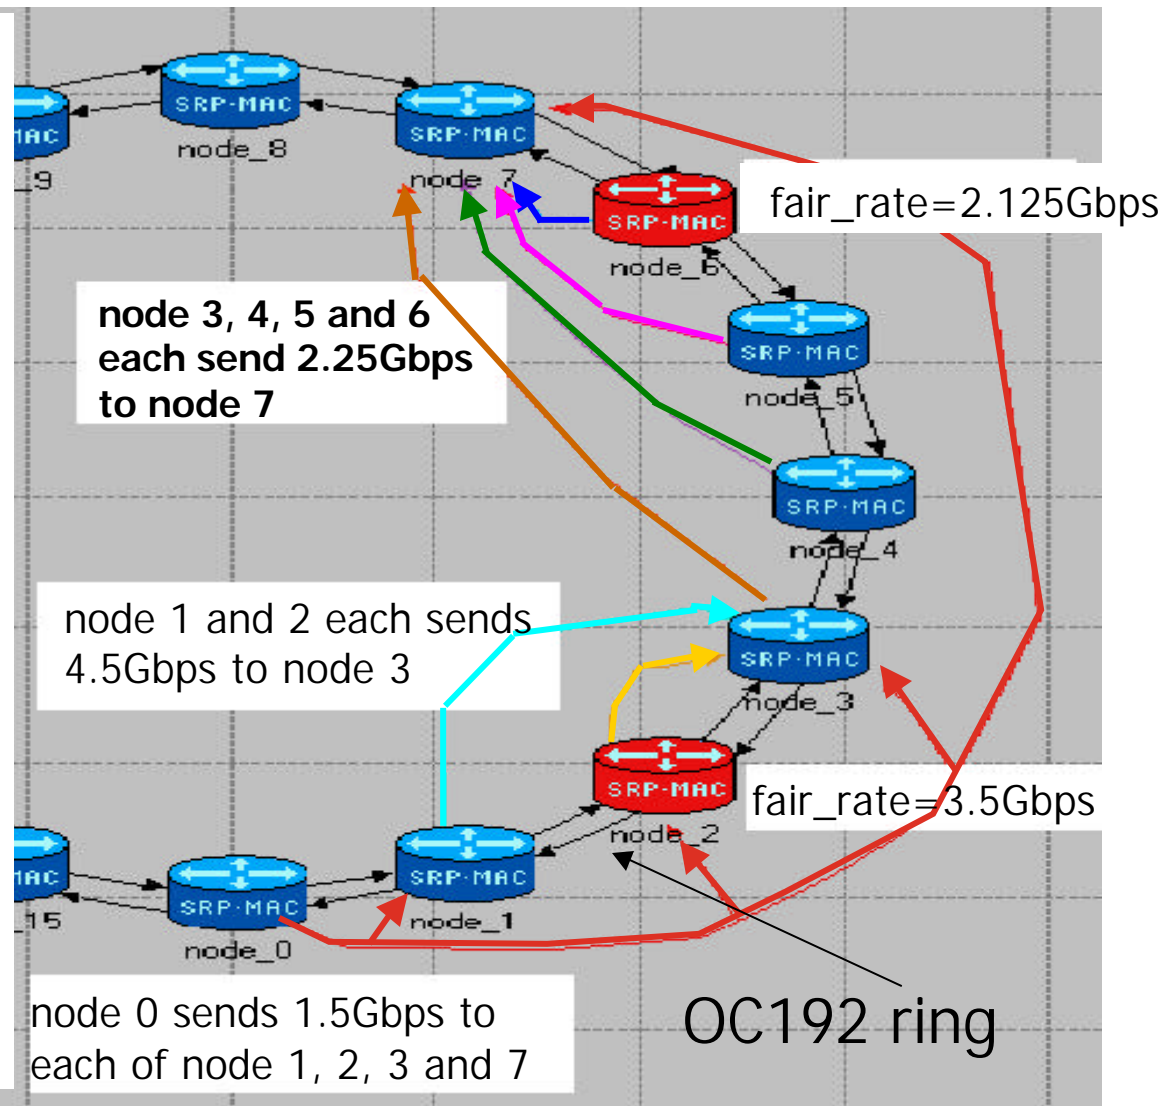 SRP·MAC
node_8
SRP·MAC
node_7
MAC
_9
SRP·MAC
node_6
fair_rate=2.125Gbps
node 3, 4, 5 and 6
each send 2.25Gbps
to node 7
SRP·MAC
node_5
SRP·MAC
node_4
node 1 and 2 each sends
4.5Gbps to node 3
SRP·MAC
node_3
SRP·MAC
node_2
fair_rate=3.5Gbps
MAC
_15
SRP·MAC
node_0
SRP·MAC
node_1
node 0 sends 1.5Gbps to
each of node 1, 2, 3 and 7
OC192 ring